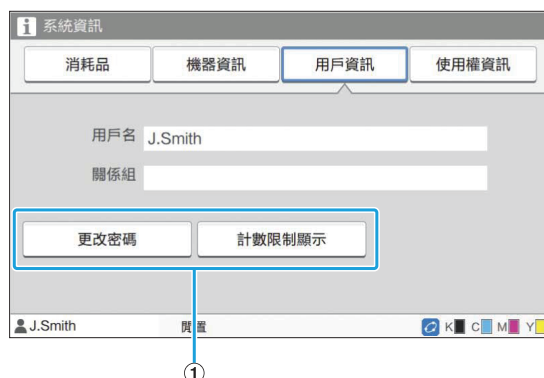 系統資訊
消耗品 機器資訊 用戶資訊 使用權資訊
用戶名 J.Smith
關係組
更改密碼 計數限制顯示
J.Smith 閒置 K C M Y
①